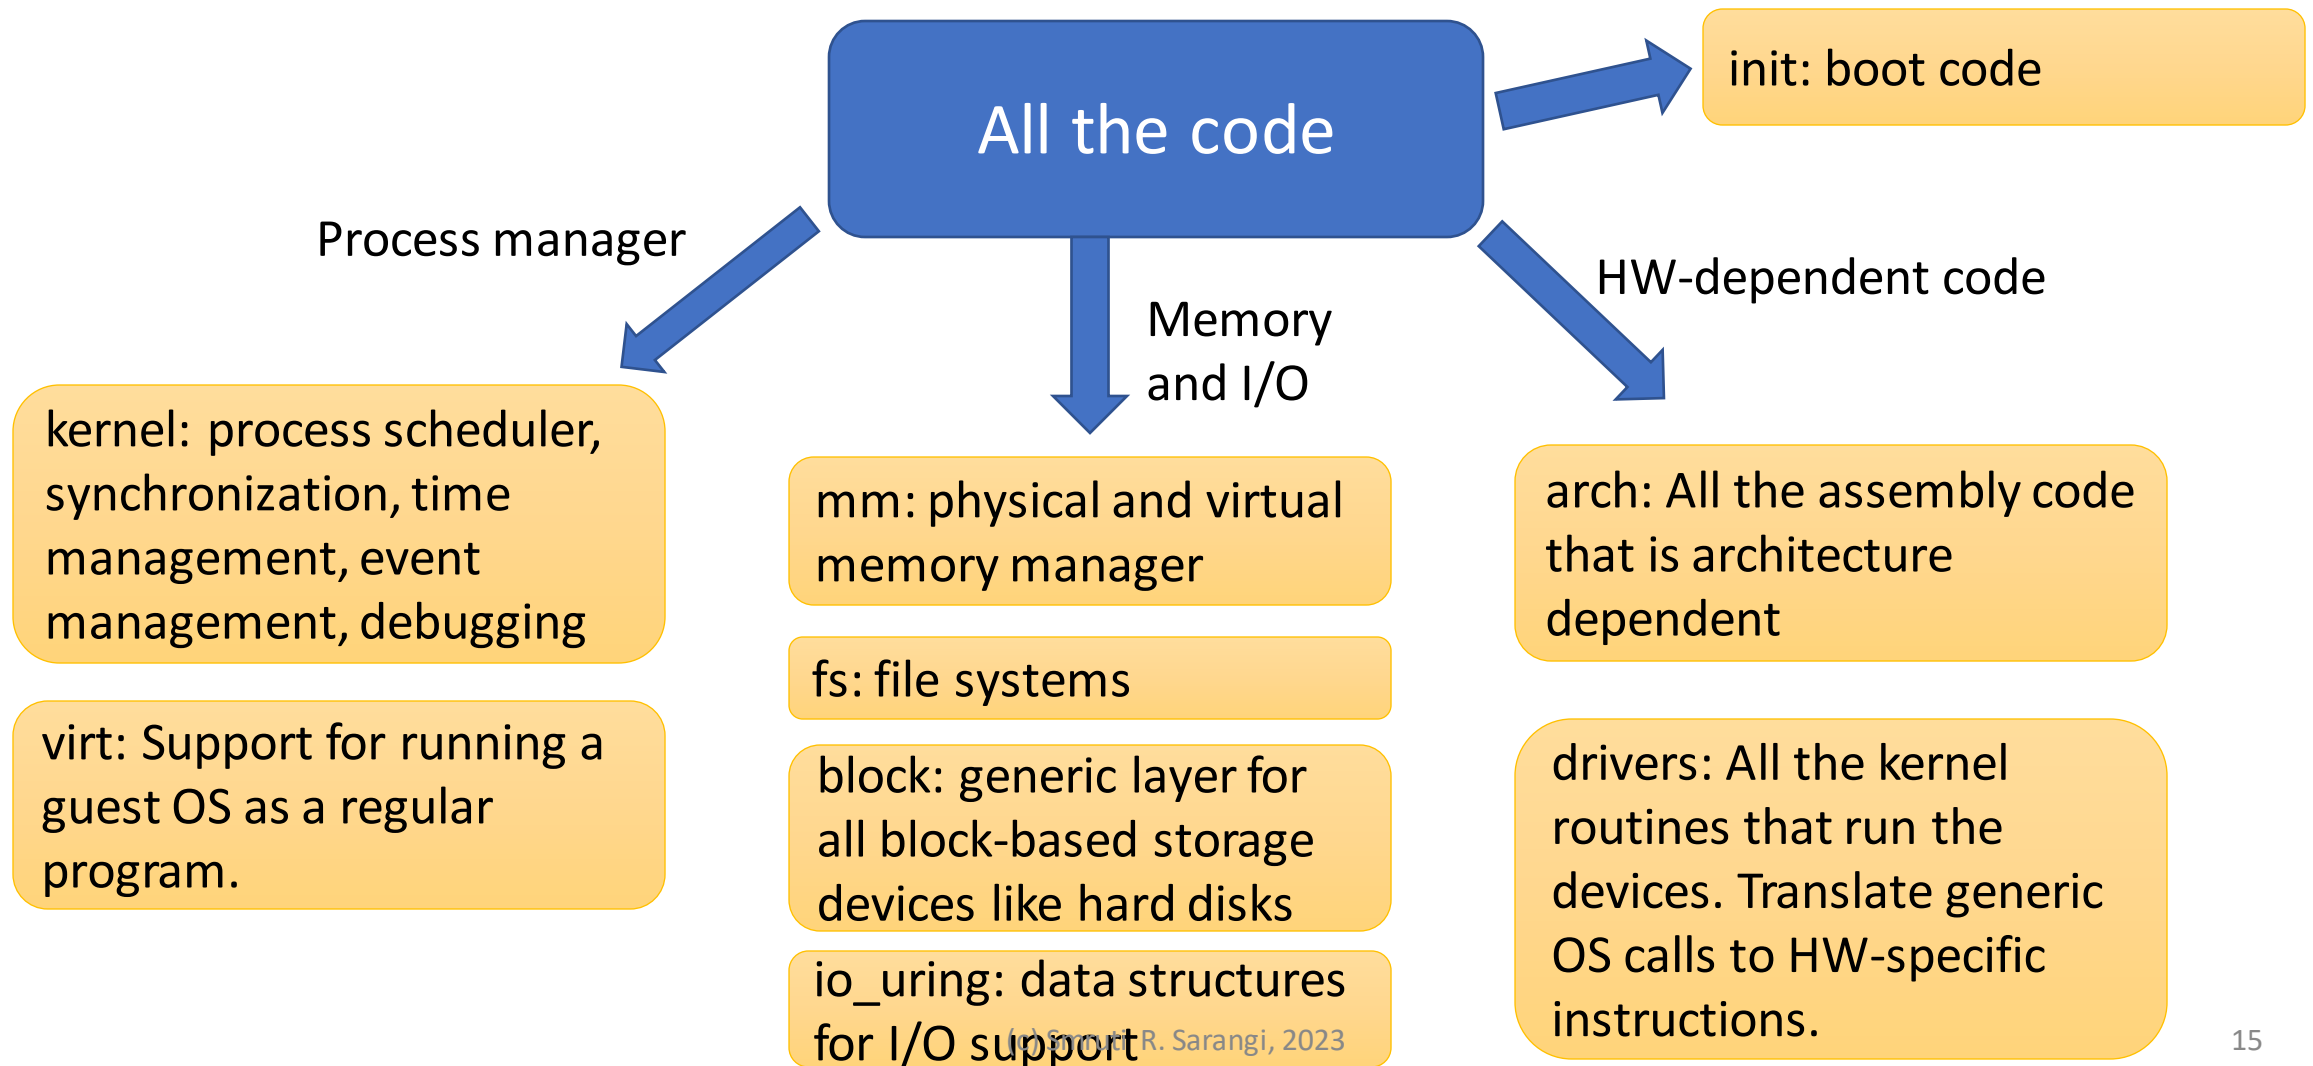 All the code
init: boot code
Process manager
HW-dependent code
Memory
and I/O
kernel: process scheduler,
synchronization, time
management, event
management, debugging
virt: Support for running a
guest OS as a regular
program.
mm: physical and virtual
memory manager
fs: file systems
block: generic layer for
all block-based storage
devices like hard disks
io_uring: data structures
for I/O support
arch: All the assembly code
that is architecture
dependent
drivers: All the kernel
routines that run the
devices. Translate generic
OS calls to HW-specific
instructions.
(c) Smruti R. Sarangi, 2023
15